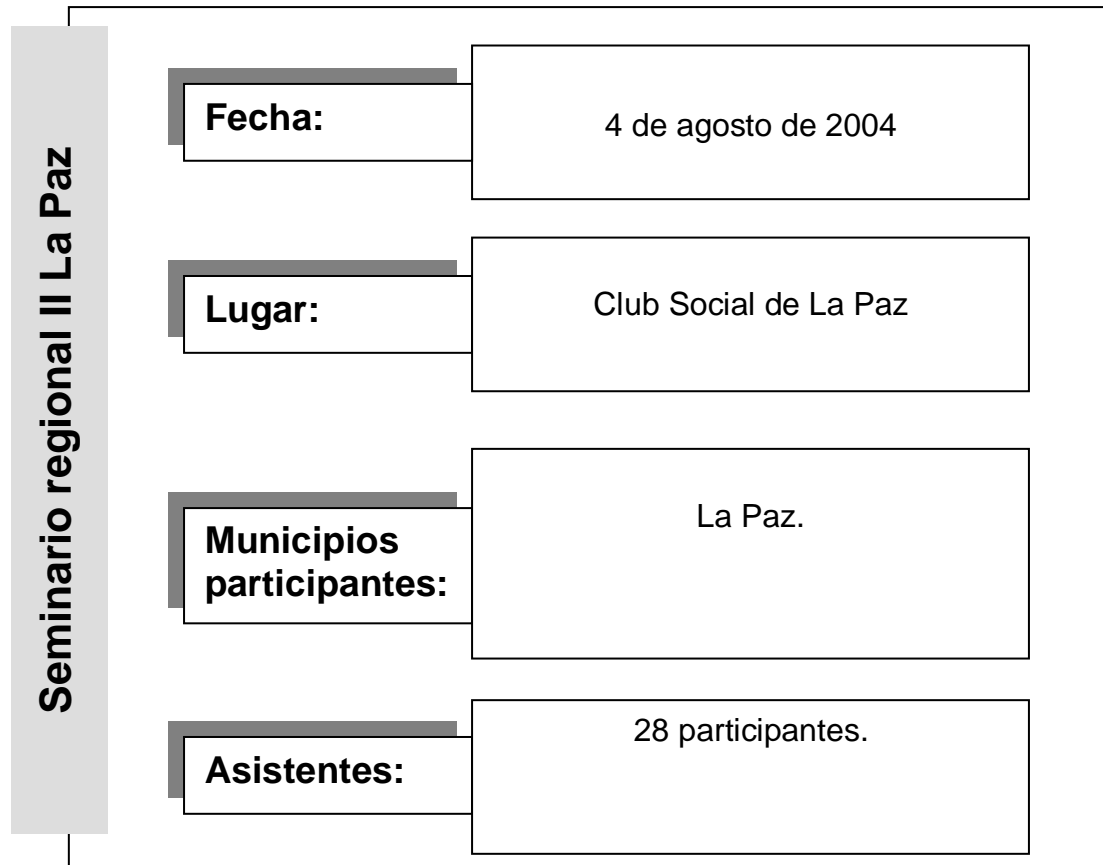 Seminario regional II La Paz
Fecha:
4 de agosto de 2004
Lugar:
Club Social de La Paz
Municipios
participantes:
La Paz.
Asistentes:
28 participantes.